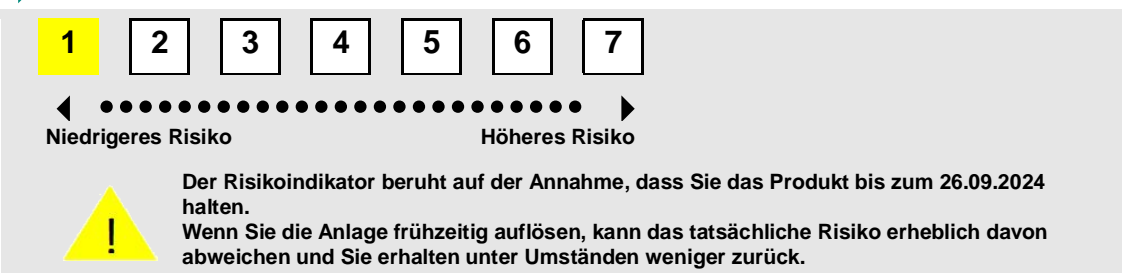 1 2 3 4 5 6 7
Niedrigeres Risiko Höheres Risiko
!
Der Risikoindikator beruht auf der Annahme, dass Sie das Produkt bis zum 26.09.2024
halten.
Wenn Sie die Anlage frühzeitig auflösen, kann das tatsächliche Risiko erheblich davon
abweichen und Sie erhalten unter Umständen weniger zurück.